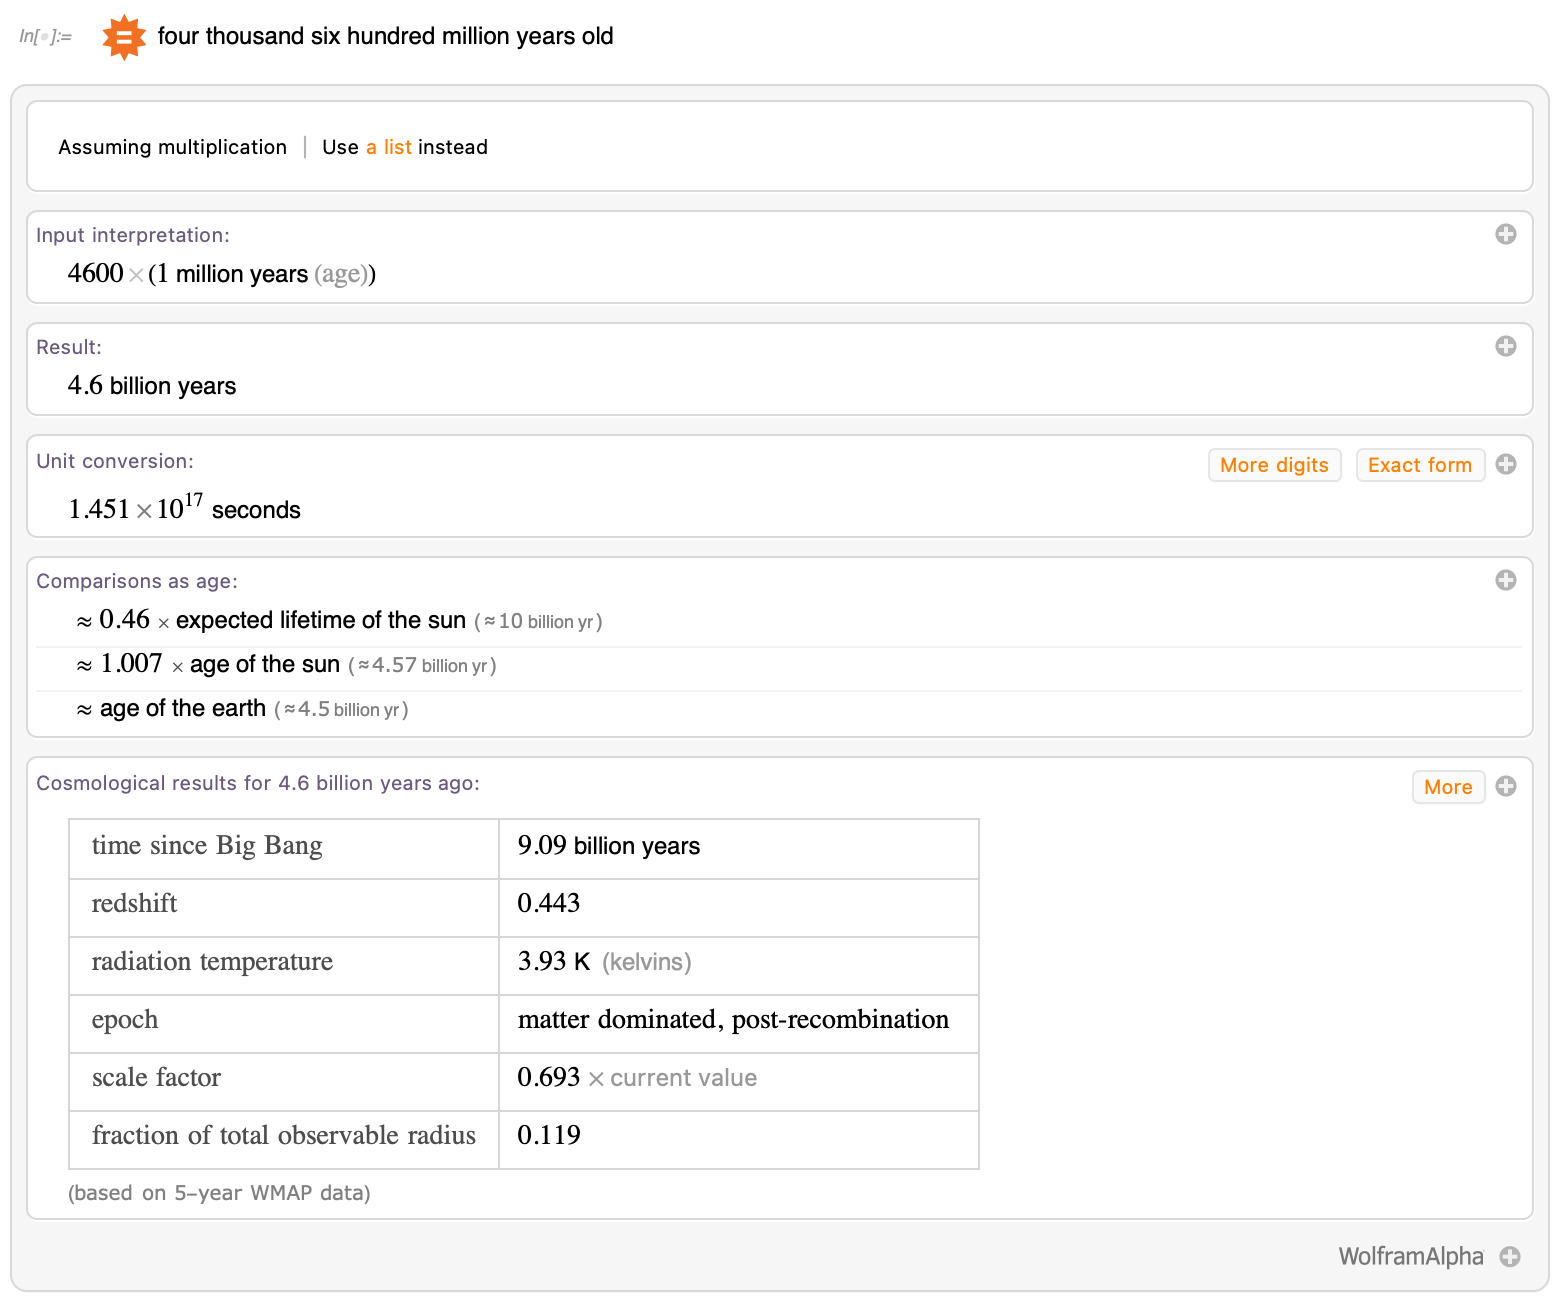 In[●]:= = four thousand six hundred million years old
Assuming multiplication | Use a list instead
Input interpretation:
4600 × (1 million years (age))
Result:
4.6 billion years
Unit conversion:
More digits
Exact form
1.451 × 10^17 seconds
Comparisons as age:
≈ 0.46 × expected lifetime of the sun (≈10 billion yr)
≈ 1.007 × age of the sun (≈4.57 billion yr)
≈ age of the earth (≈4.5 billion yr)
Cosmological results for 4.6 billion years ago:
More
time since Big Bang 9.09 billion years
redshift 0.443
radiation temperature 3.93 K (kelvins)
epoch matter dominated, post-recombination
scale factor 0.693 × current value
fraction of total observable radius 0.119
(based on 5-year WMAP data)
WolframAlpha